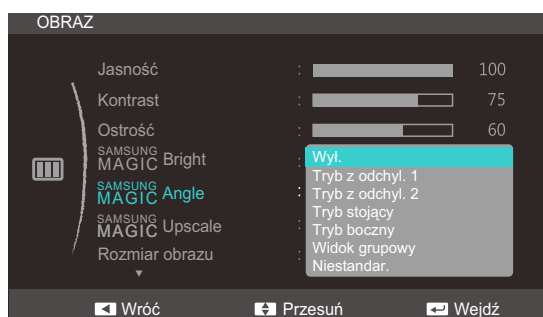 OBRAZ
Jasność : 100
Kontrast : 75
Ostrość : 60
SAMSUNG MAGIC Bright :
SAMSUNG MAGIC Angle :
SAMSUNG MAGIC Upscale :
Rozmiar obrazu :
Wył.
Tryb z odchyl. 1
Tryb z odchyl. 2
Tryb stojący
Tryb boczny
Widok grupowy
Niestandar.
Wróć Przesuń Wejdź